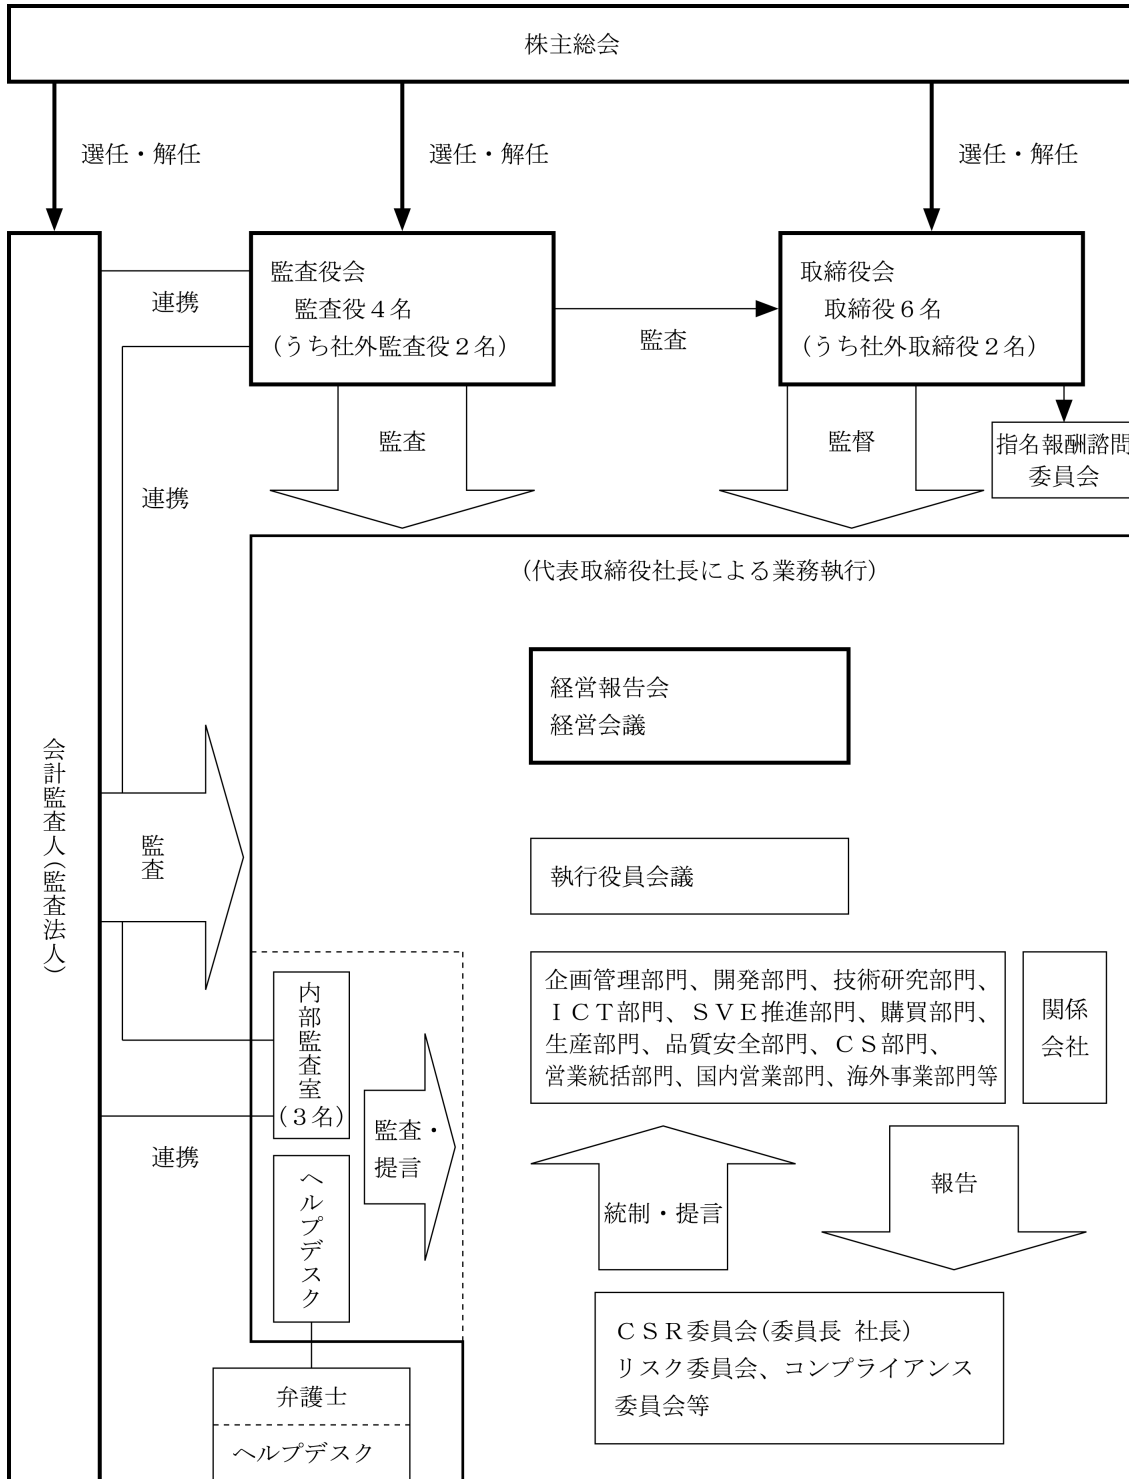 株主総会
選任・解任
選任・解任
選任・解任
監査役会
監査役４名
(うち社外監査役２名)
取締役会
取締役６名
(うち社外取締役２名)
連携
監査
監査
監督
指名報酬諮問
委員会
連携
(代表取締役社長による業務執行)
経営報告会
経営会議
会計監査人(監査法人)
監査
執行役員会議
内部監査室(３名)
企画管理部門、開発部門、技術研究部門、
ＩＣＴ部門、ＳＶＥ推進部門、購買部門、
生産部門、品質安全部門、ＣＳ部門、
営業統括部門、国内営業部門、海外事業部門等
関係
会社
監査・
提言
連携
ヘルプデスク
統制・提言
報告
ＣＳＲ委員会(委員長 社長)
リスク委員会、コンプライアンス
委員会等
弁護士
ヘルプデスク